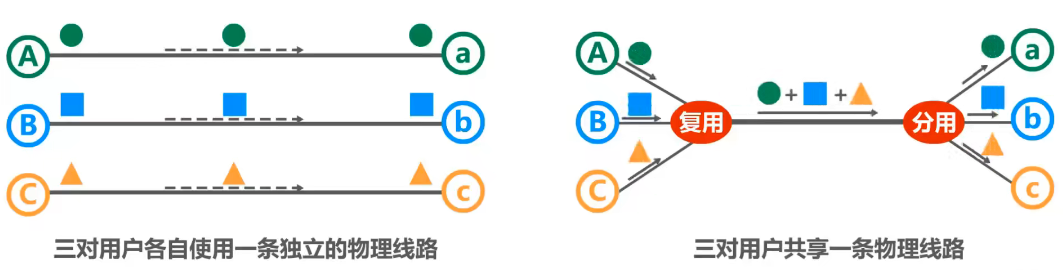 A a
B b
C c
三对用户各自使用一条独立的物理线路
A a
+ +
B 复用 分用 b
C c
三对用户共享一条物理线路